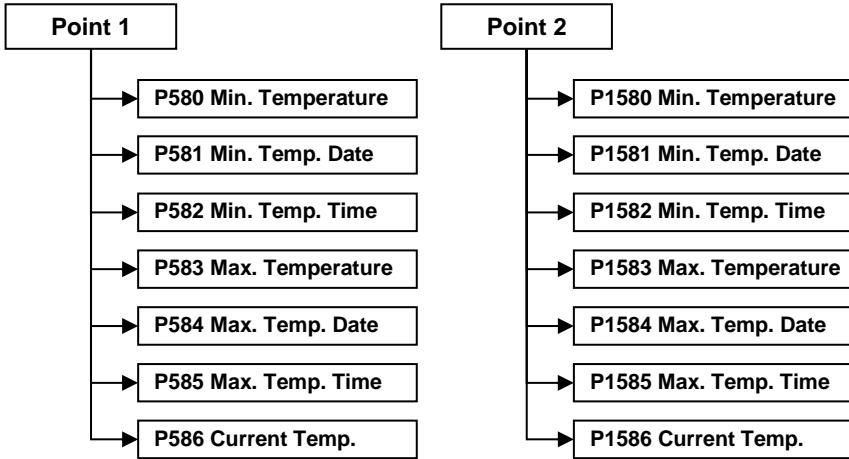 Point 1
P580 Min. Temperature
P581 Min. Temp. Date
P582 Min. Temp. Time
P583 Max. Temperature
P584 Max. Temp. Date
P585 Max. Temp. Time
P586 Current Temp.
Point 2
P1580 Min. Temperature
P1581 Min. Temp. Date
P1582 Min. Temp. Time
P1583 Max. Temperature
P1584 Max. Temp. Date
P1585 Max. Temp. Time
P1586 Current Temp.